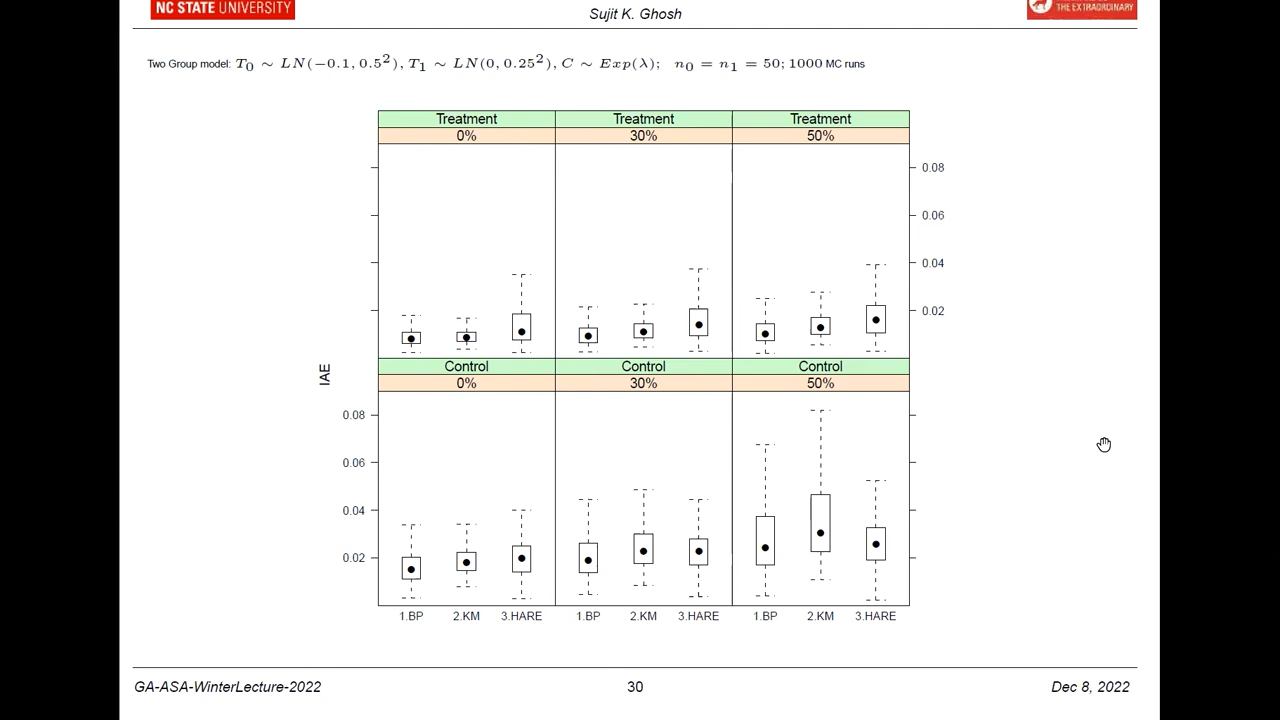 NC STATE UNIVERSITY
Sujit K. Ghosh
THE EXTRAORDINARY
Two Group model: T₀ ∼ LN(−0.1, 0.5²), T₁ ∼ LN(0, 0.25²), C ∼ Exp(λ); n₀ = n₁ = 50; 1000 MC runs
Treatment Treatment Treatment
0% 30% 50%
0.08
0.06
0.04
0.02
IAE
Control Control Control
0% 30% 50%
0.08
0.06
0.04
0.02
1.BP 2.KM 3.HARE 1.BP 2.KM 3.HARE 1.BP 2.KM 3.HARE
GA-ASA-WinterLecture-2022 30 Dec 8, 2022